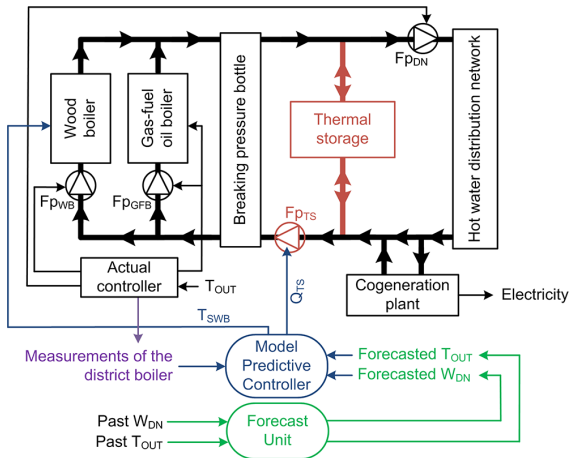 Fp_DN
Wood
boiler
Gas-fuel
oil boiler
Breaking pressure bottle
Thermal
storage
Hot water distribution network
Fp_WB
Fp_GFB
Fp_TS
Actual
controller
T_OUT
Cogeneration
plant
Electricity
T_SWB
Q_TS
Measurements of the
district boiler
Model
Predictive
Controller
Forecasted T_OUT
Forecasted W_DN
Past W_DN
Past T_OUT
Forecast
Unit